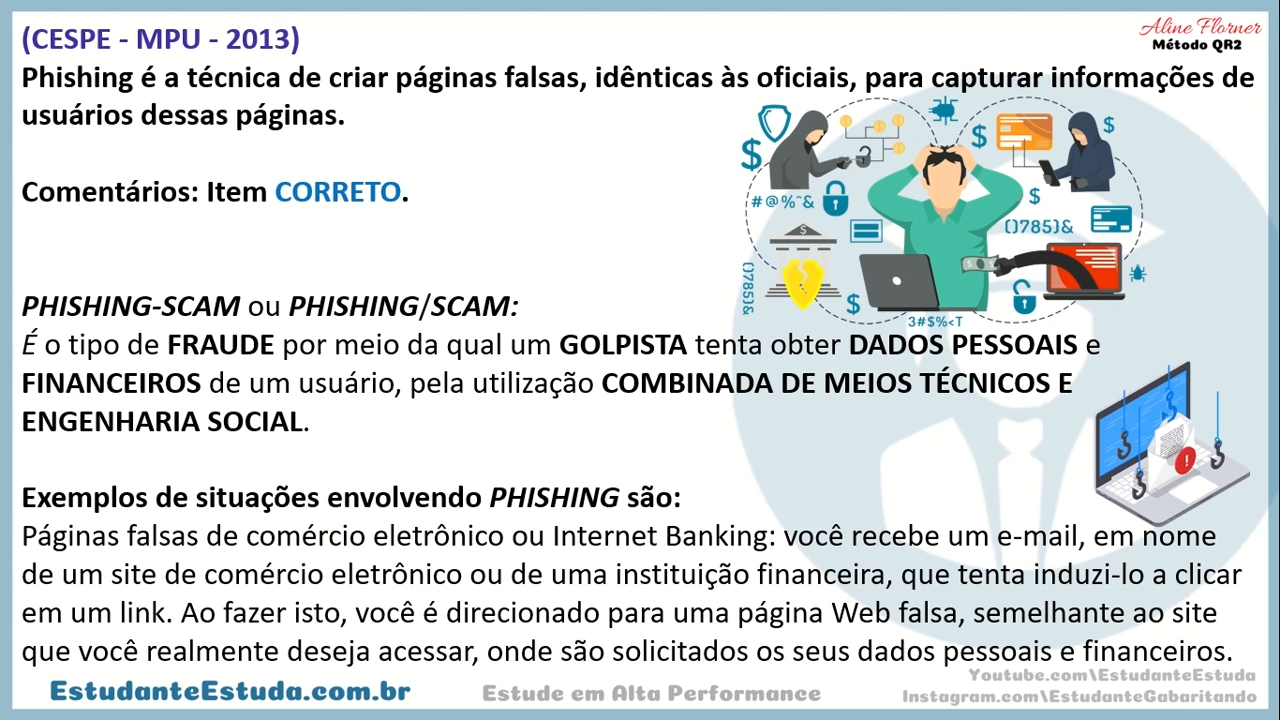 (CESPE - MPU - 2013)
Aline Florner
Método QR2
Phishing é a técnica de criar páginas falsas, idênticas às oficiais, para capturar informações de
usuários dessas páginas.
Comentários: Item CORRETO.
$
$
$
$
#@%^&
$
()785}&
()785}&
$
3#$%<T
PHISHING-SCAM ou PHISHING/SCAM:
É o tipo de FRAUDE por meio da qual um GOLPISTA tenta obter DADOS PESSOAIS e
FINANCEIROS de um usuário, pela utilização COMBINADA DE MEIOS TÉCNICOS E
ENGENHARIA SOCIAL.
!
Exemplos de situações envolvendo PHISHING são:
Páginas falsas de comércio eletrônico ou Internet Banking: você recebe um e-mail, em nome
de um site de comércio eletrônico ou de uma instituição financeira, que tenta induzi-lo a clicar
em um link. Ao fazer isto, você é direcionado para uma página Web falsa, semelhante ao site
que você realmente deseja acessar, onde são solicitados os seus dados pessoais e financeiros.
EstudanteEstuda.com.br
Estude em Alta Performance
Youtube.com\EstudanteEstuda
Instagram.com\EstudanteGabaritando